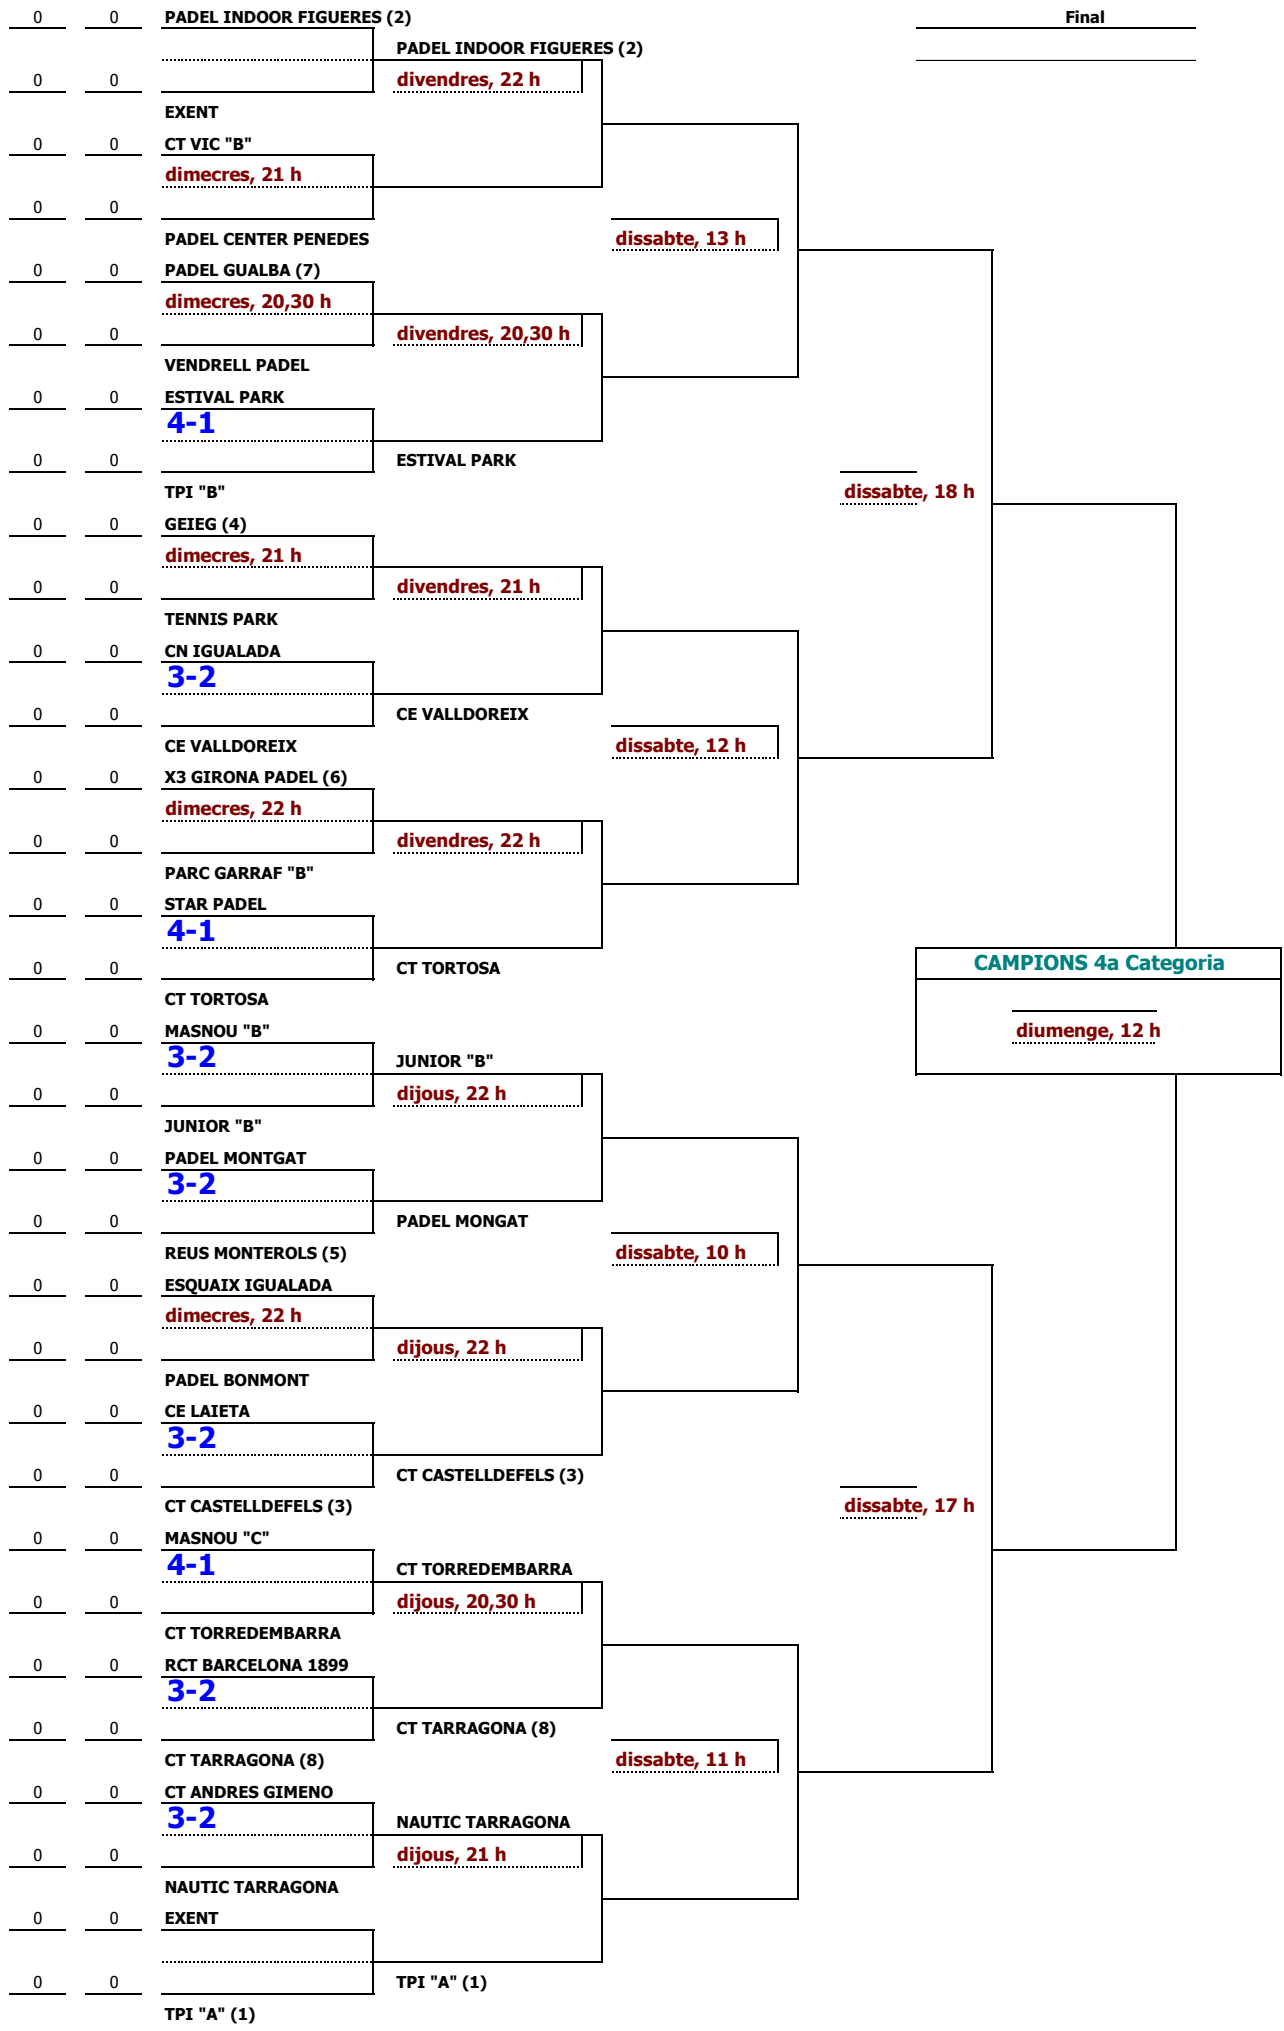 0 0 PADEL INDOOR FIGUERES (2) Final
PADEL INDOOR FIGUERES (2)
0 0 divendres, 22 h
EXENT
0 0 CT VIC "B"
dimecres, 21 h
0 0
PADEL CENTER PENEDES dissabte, 13 h
0 0 PADEL GUALBA (7)
dimecres, 20,30 h
0 0 divendres, 20,30 h
VENDRELL PADEL
0 0 ESTIVAL PARK
4-1
0 0 ESTIVAL PARK
TPI "B" dissabte, 18 h
0 0 GEIEG (4)
dimecres, 21 h
0 0 divendres, 21 h
TENNIS PARK
0 0 CN IGUALADA
3-2
0 0 CE VALLDOREIX
CE VALLDOREIX dissabte, 12 h
0 0 X3 GIRONA PADEL (6)
dimecres, 22 h
0 0 divendres, 22 h
PARC GARRAF "B"
0 0 STAR PADEL
4-1
0 0 CT TORTOSA CAMPIONS 4a Categoria
CT TORTOSA
0 0 MASNOU "B" diumenge, 12 h
3-2 JUNIOR "B"
0 0 dijous, 22 h
JUNIOR "B"
0 0 PADEL MONTGAT
3-2
0 0 PADEL MONGAT
REUS MONTEROLS (5) dissabte, 10 h
0 0 ESQUAIX IGUALADA
dimecres, 22 h
0 0 dijous, 22 h
PADEL BONMONT
0 0 CE LAIETA
3-2
0 0 CT CASTELLDEFELS (3)
CT CASTELLDEFELS (3) dissabte, 17 h
0 0 MASNOU "C"
4-1 CT TORREDEMBARRA
0 0 dijous, 20,30 h
CT TORREDEMBARRA
0 0 RCT BARCELONA 1899
3-2
0 0 CT TARRAGONA (8)
CT TARRAGONA (8) dissabte, 11 h
0 0 CT ANDRES GIMENO
3-2 NAUTIC TARRAGONA
0 0 dijous, 21 h
NAUTIC TARRAGONA
0 0 EXENT
0 0 TPI "A" (1)
TPI "A" (1)